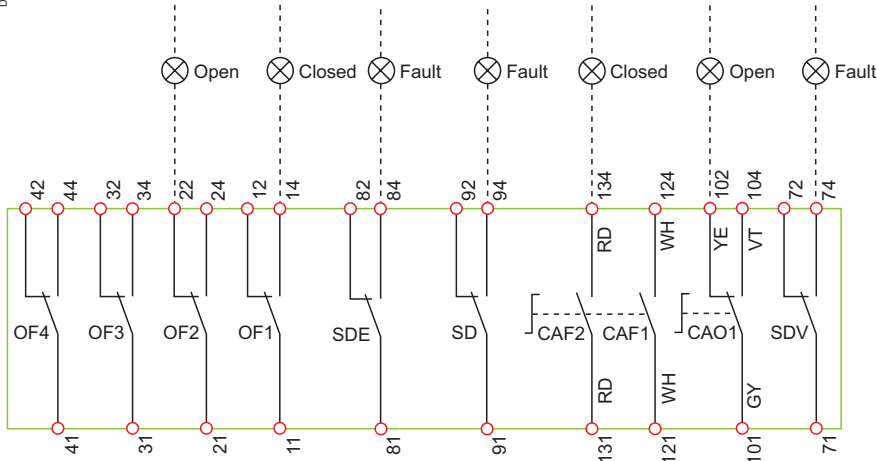 D
Open
Closed
Fault
Fault
Closed
Open
Fault
42
44
32
34
22
24
12
14
82
84
92
94
134
124
102
104
72
74
RD
WH
YE
VT
OF4
OF3
OF2
OF1
SDE
SD
CAF2
CAF1
CAO1
SDV
RD
WH
GY
41
31
21
11
81
91
131
121
101
71